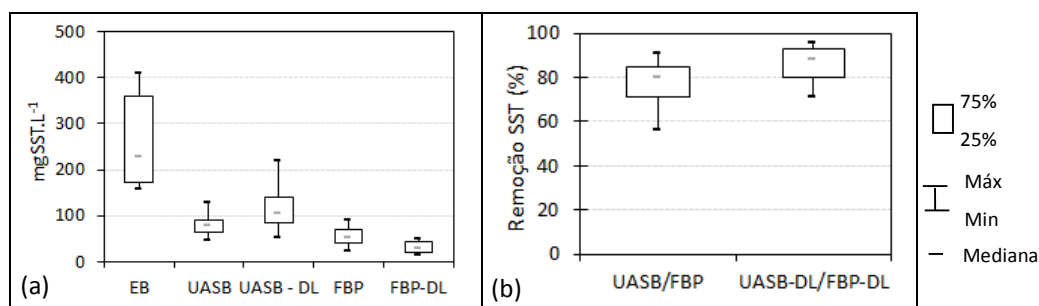 500
400
300
200
100
0
mgSST.L⁻¹
EB UASB UASB - DL FBP FBP-DL
(a)
100
80
60
40
20
0
Remoção SST (%)
UASB/FBP UASB-DL/FBP-DL
(b)
75%
25%
Máx
Min
Mediana